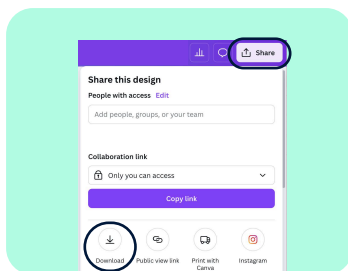 Share
Share this design
People with access Edit
Add people, groups, or your team
Collaboration link
Only you can access
Copy link
Download Public view link Print with Canva Instagram